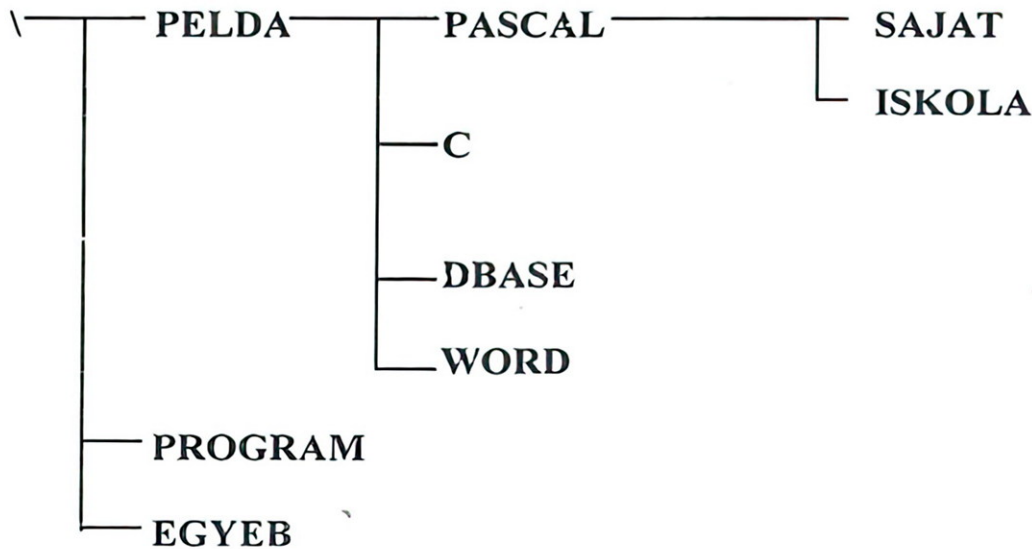 \ PELDA PASCAL SAJAT
ISKOLA
C
DBASE
WORD
PROGRAM
EGYEB